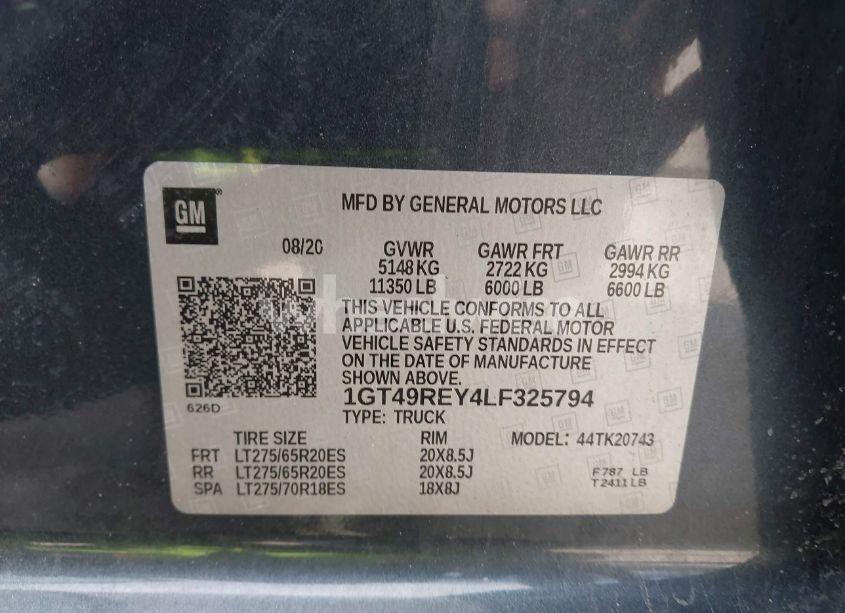 GM
MFD BY GENERAL MOTORS LLC
08/20 GVWR GAWR FRT GAWR RR
5148 KG 2722 KG 2994 KG
11350 LB 6000 LB 6600 LB
THIS VEHICLE CONFORMS TO ALL
APPLICABLE U.S. FEDERAL MOTOR
VEHICLE SAFETY STANDARDS IN EFFECT
ON THE DATE OF MANUFACTURE
SHOWN ABOVE.
1GT49REY4LF325794
626D
TYPE: TRUCK
TIRE SIZE RIM MODEL: 44TK20743
FRT LT275/65R20ES 20X8.5J
RR LT275/65R20ES 20X8.5J F787 LB
SPA LT275/70R18ES 18X8J T2411LB